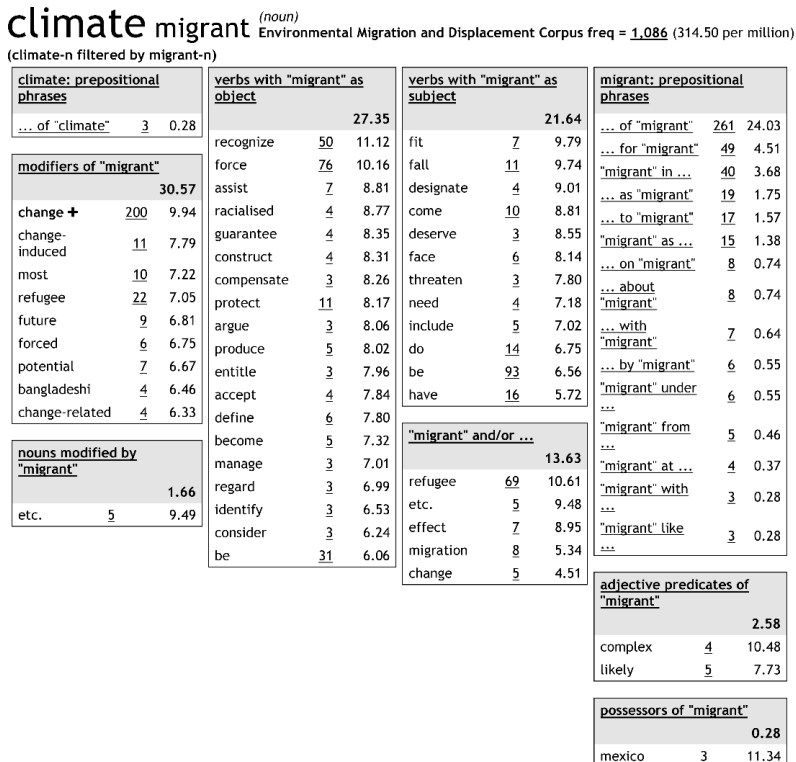 climate migrant (noun)
Environmental Migration and Displacement Corpus freq = 1,086 (314.50 per million)
(climate-n filtered by migrant-n)
climate: prepositional
phrases
... of "climate" 3 0.28
modifiers of "migrant"
30.57
change + 200 9.94
change-
induced 11 7.79
most 10 7.22
refugee 22 7.05
future 9 6.81
forced 6 6.75
potential 7 6.67
bangladeshi 4 6.46
change-related 4 6.33
nouns modified by
"migrant"
1.66
etc. 5 9.49
verbs with "migrant" as
object
27.35
recognize 50 11.12
force 76 10.16
assist 7 8.81
racialised 4 8.77
guarantee 4 8.35
construct 4 8.31
compensate 3 8.26
protect 11 8.17
argue 3 8.06
produce 5 8.02
entitle 3 7.96
accept 4 7.84
define 6 7.80
become 5 7.32
manage 3 7.01
regard 3 6.99
identify 3 6.53
consider 3 6.24
be 31 6.06
verbs with "migrant" as
subject
21.64
fit 7 9.79
fall 11 9.74
designate 4 9.01
come 10 8.81
deserve 3 8.55
face 6 8.14
threaten 3 7.80
need 4 7.18
include 5 7.02
do 14 6.75
be 93 6.56
have 16 5.72
"migrant" and/or ...
13.63
refugee 69 10.61
etc. 5 9.48
effect 7 8.95
migration 8 5.34
change 5 4.51
migrant: prepositional
phrases
... of "migrant" 261 24.03
... for "migrant" 49 4.51
"migrant" in ... 40 3.68
... as "migrant" 19 1.75
... to "migrant" 17 1.57
"migrant" as ... 15 1.38
... on "migrant" 8 0.74
... about
"migrant" 8 0.74
... with
"migrant" 7 0.64
... by "migrant" 6 0.55
"migrant" under
... 6 0.55
"migrant" from
... 5 0.46
"migrant" at ... 4 0.37
"migrant" with
... 3 0.28
"migrant" like
... 3 0.28
adjective predicates of
"migrant"
2.58
complex 4 10.48
likely 5 7.73
possessors of "migrant"
0.28
mexico 3 11.34